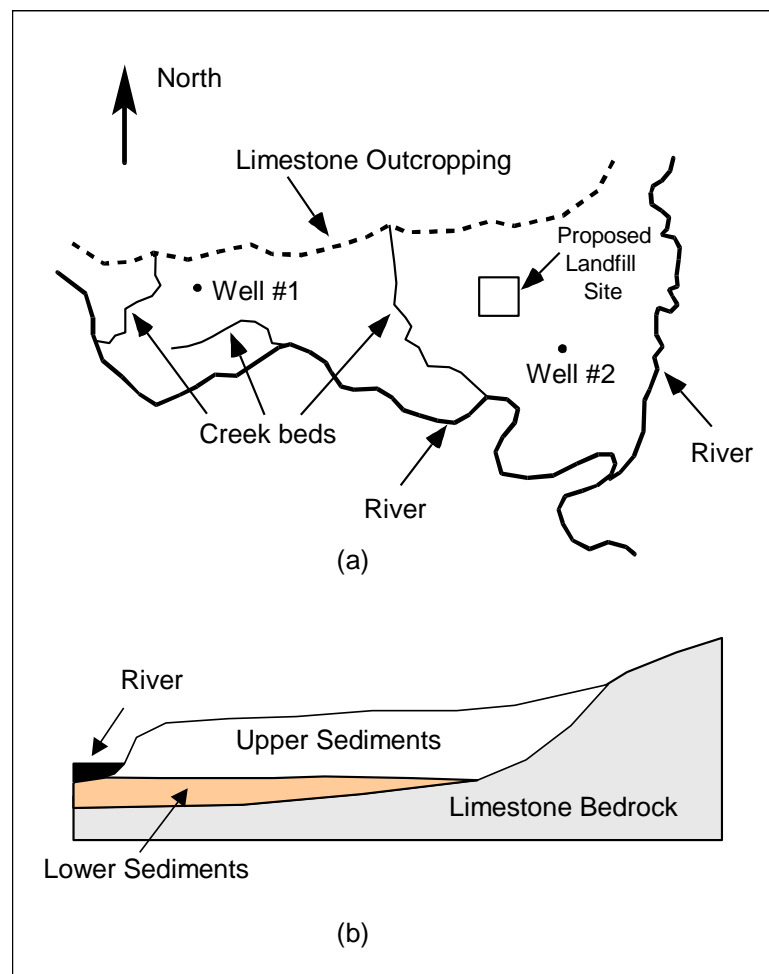 North
Limestone Outcropping
Proposed
Landfill
Site
Well #1
Well #2
Creek beds
River
River
(a)
River
Upper Sediments
Limestone Bedrock
Lower Sediments
(b)